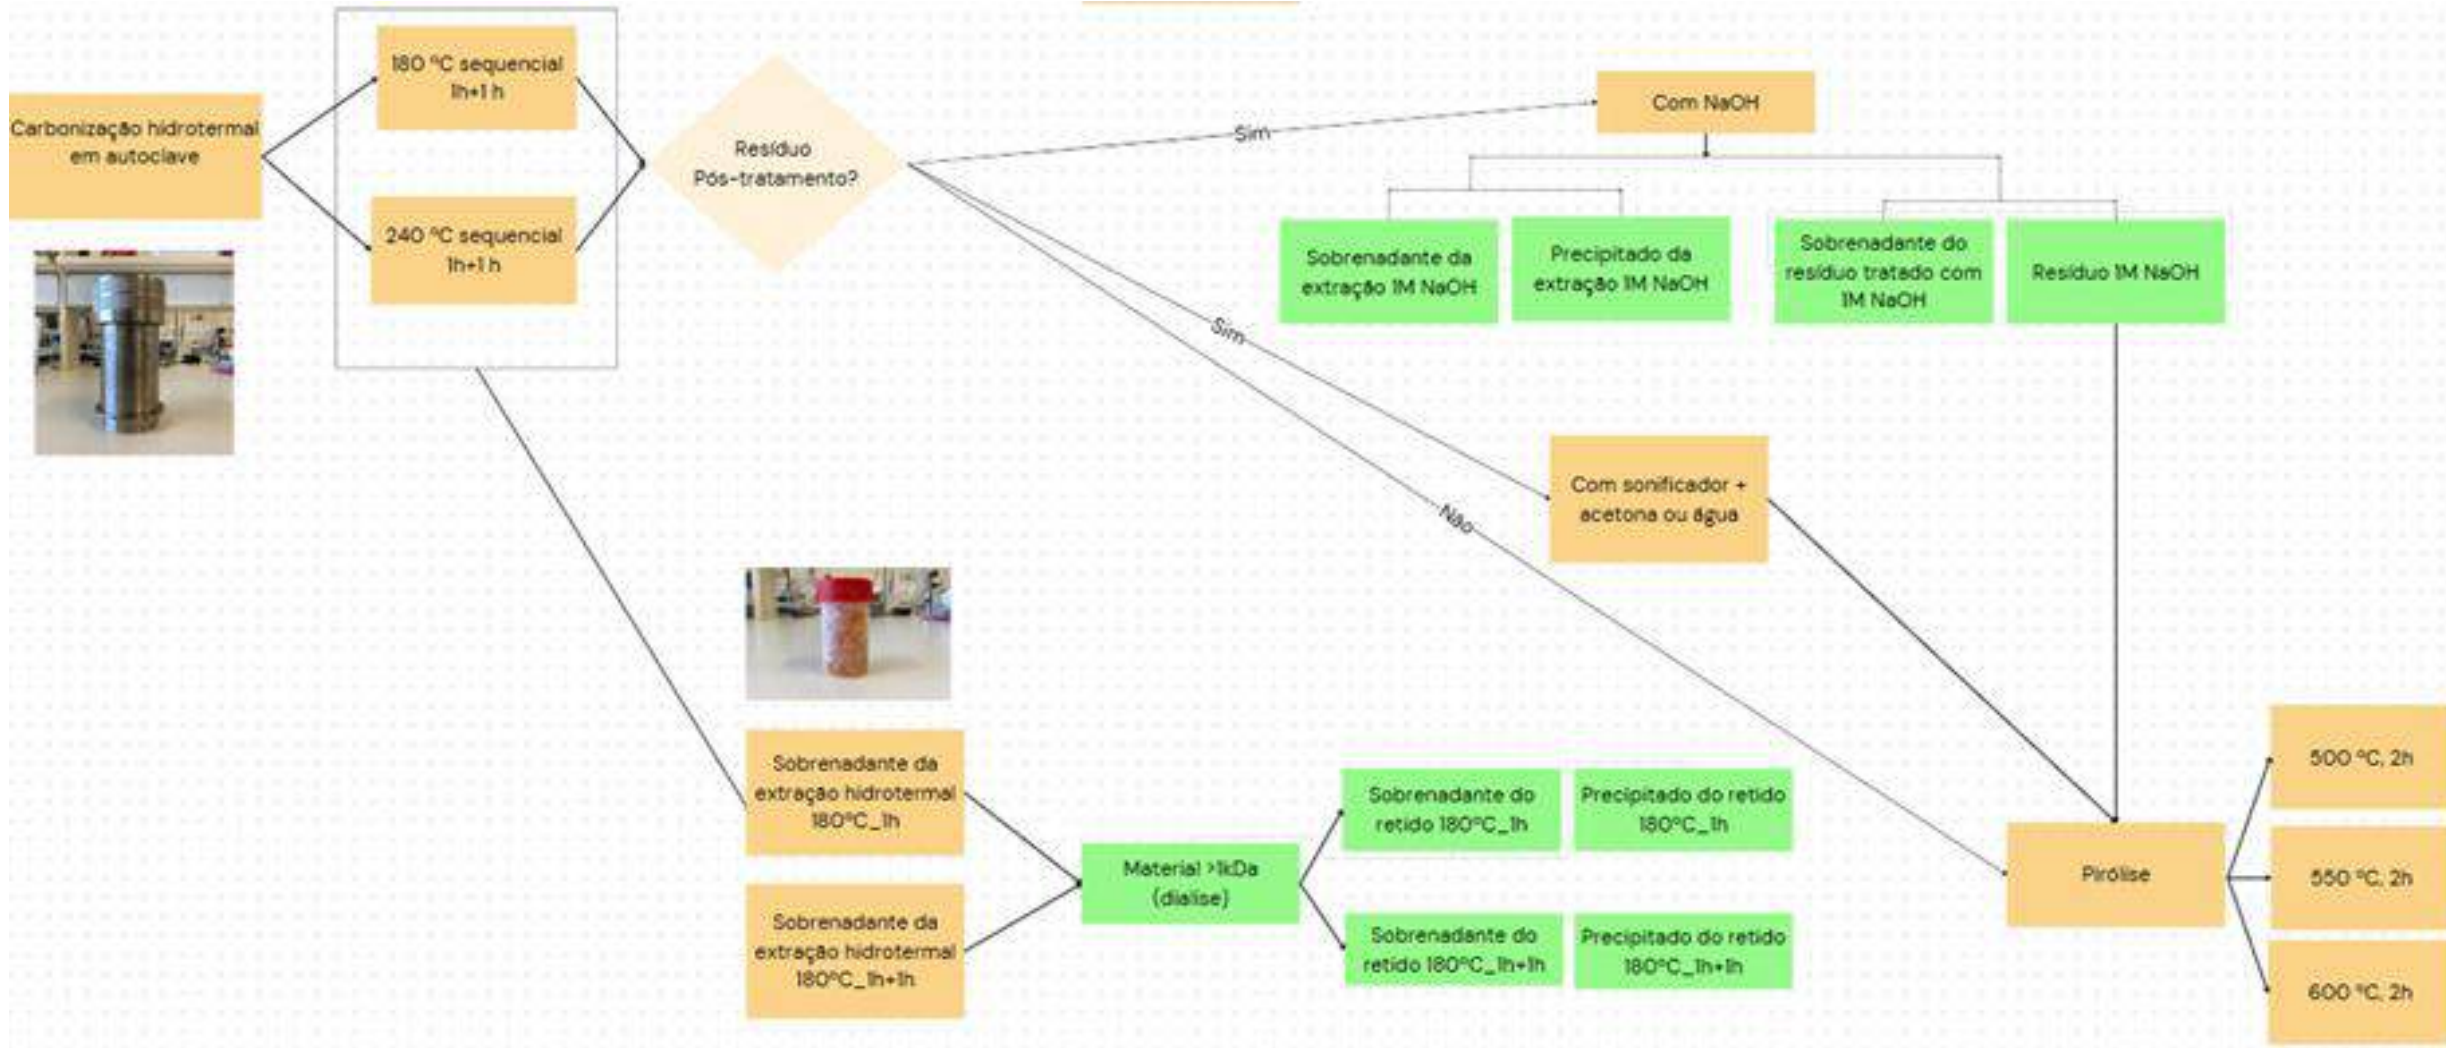 Carbonização hidrotermal
em autoclave
180 °C sequencial
1h+1 h
240 °C sequencial
1h+1 h
Resíduo
Pós-tratamento?
Sim
Sim
Não
Com NaOH
Sobrenadante da
extração 1M NaOH
Precipitado da
extração 1M NaOH
Sobrenadante do
resíduo tratado com
1M NaOH
Resíduo 1M NaOH
Com sonificador +
acetona ou água
Sobrenadante da
extração hidrotermal
180°C_1h
Sobrenadante da
extração hidrotermal
180°C_1h+1h
Material >1kDa
(dialise)
Sobrenadante do
retido 180°C_1h
Precipitado do retido
180°C_1h
Sobrenadante do
retido 180°C_1h+1h
Precipitado do retido
180°C_1h+1h
Pirólise
500 °C, 2h
550 °C, 2h
600 °C, 2h